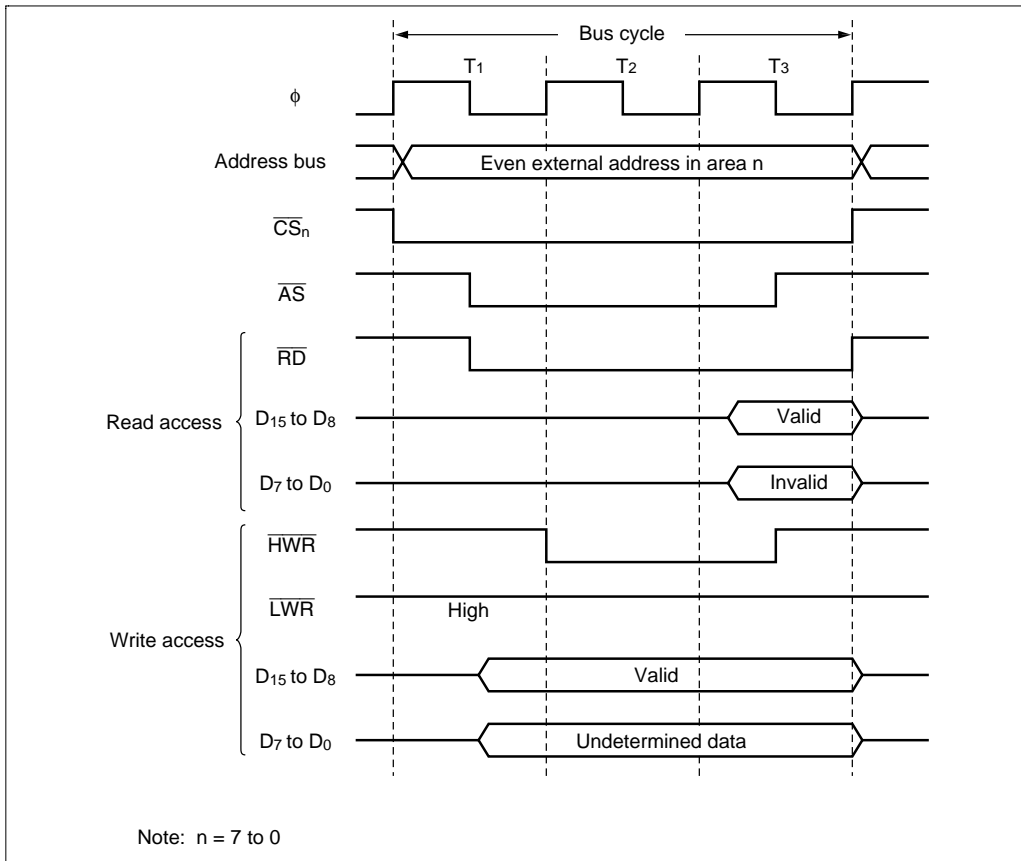 Bus cycle
T1 T2 T3
φ
Address bus Even external address in area n
CSn
AS
RD
Read access
D15 to D8 Valid
D7 to D0 Invalid
HWR
LWR High
Write access
D15 to D8 Valid
D7 to D0 Undetermined data
Note: n = 7 to 0